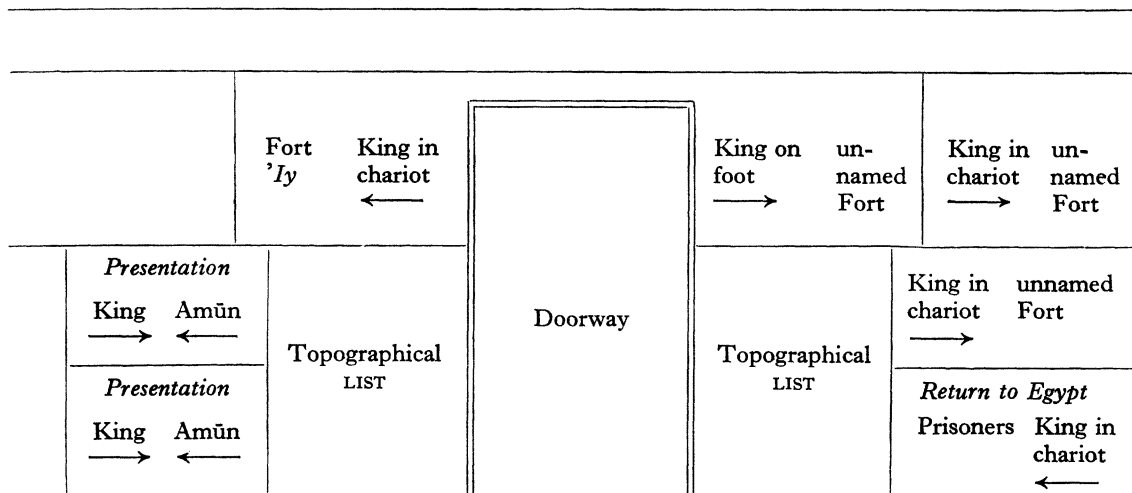 Fort King in
'Iy chariot
King on un-
foot named
Fort
King in un-
chariot named
Fort
Presentation
King Amūn
Presentation
King Amūn
Topographical
LIST
Doorway
Topographical
LIST
King in unnamed
chariot Fort
Return to Egypt
Prisoners King in
chariot